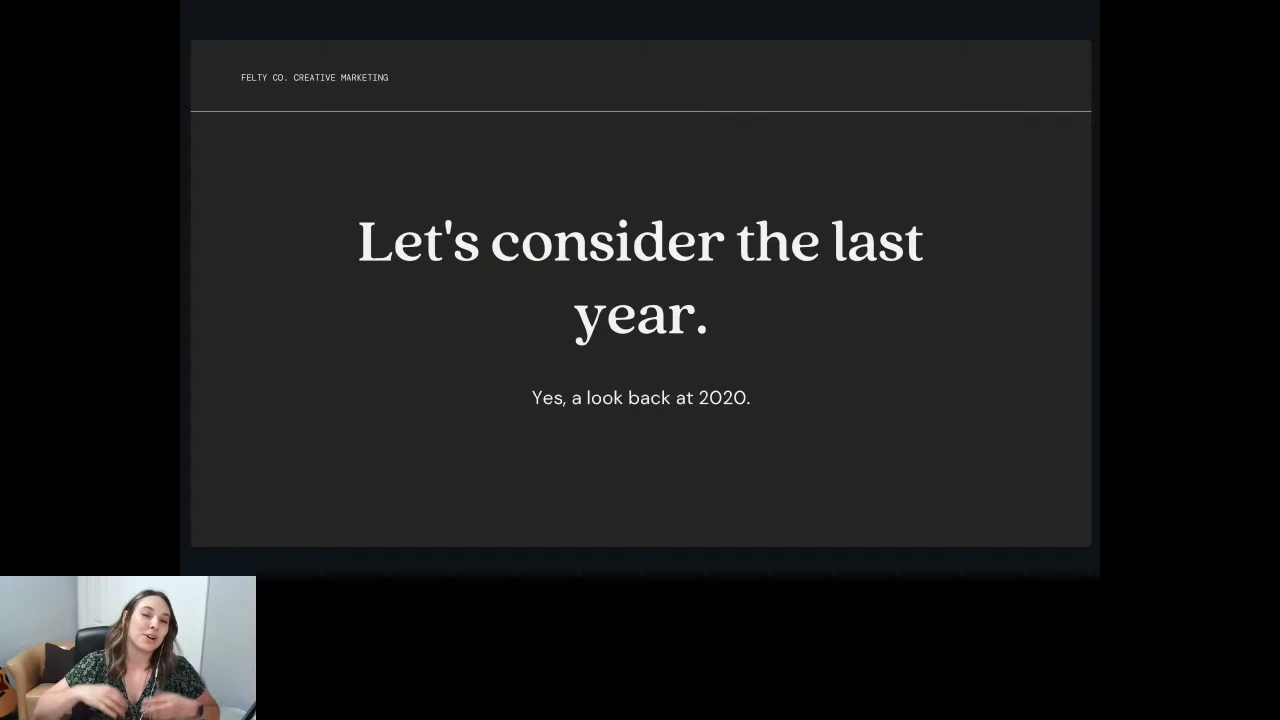 FELTY CO. CREATIVE MARKETING
Let's consider the last
year.
Yes, a look back at 2020.